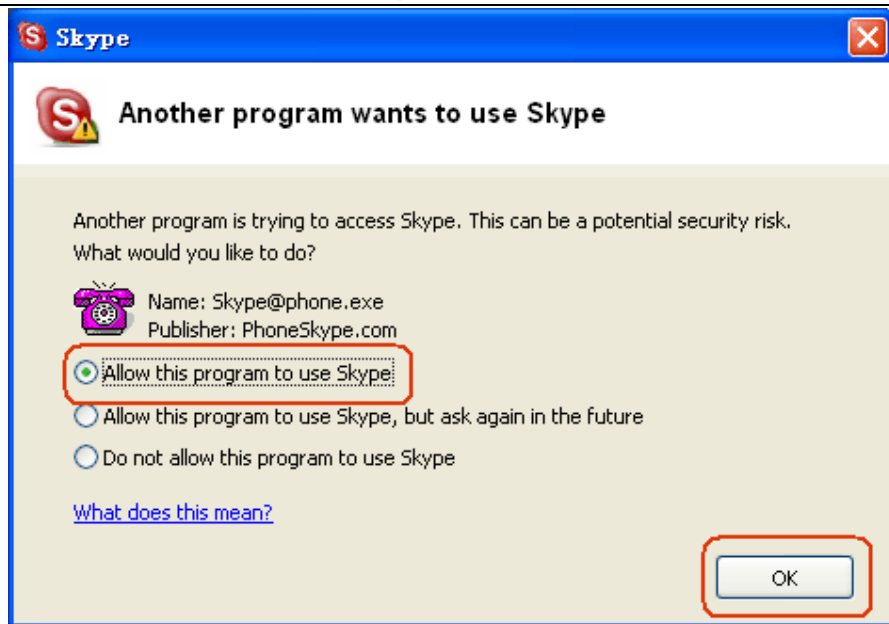 Skype
Another program wants to use Skype
Another program is trying to access Skype. This can be a potential security risk.
What would you like to do?
Name: Skype@phone.exe
Publisher: PhoneSkype.com
Allow this program to use Skype
Allow this program to use Skype, but ask again in the future
Do not allow this program to use Skype
What does this mean?
OK